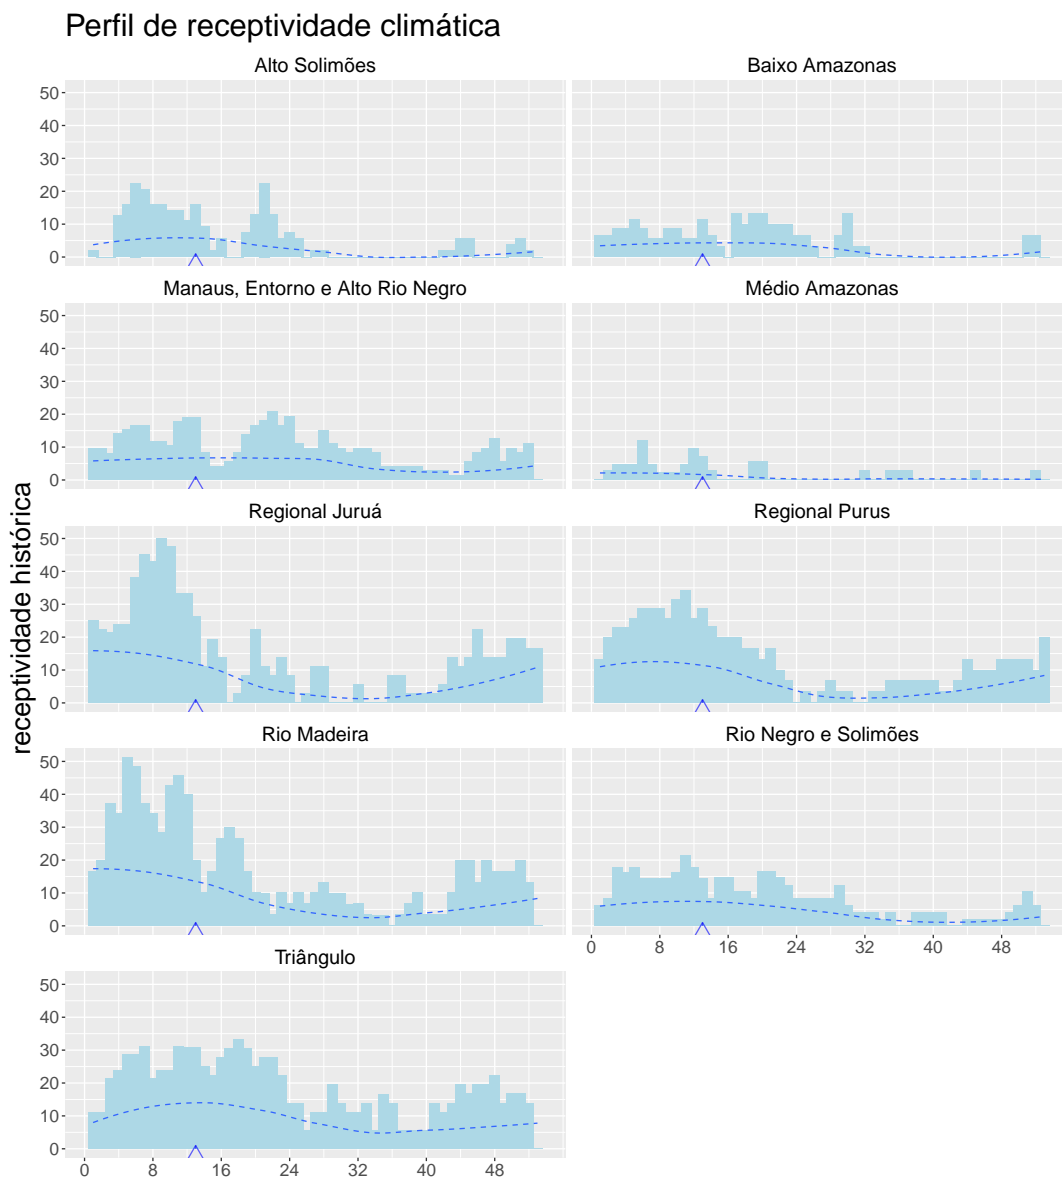 Perfil de receptividade climática
Alto Solimões
Baixo Amazonas
50
40
30
20
10
0
Manaus, Entorno e Alto Rio Negro
Médio Amazonas
50
40
30
20
10
0
receptividade histórica
Regional Juruá
Regional Purus
50
40
30
20
10
0
Rio Madeira
Rio Negro e Solimões
50
40
30
20
10
0
0 8 16 24 32 40 48
Triângulo
50
40
30
20
10
0
0 8 16 24 32 40 48